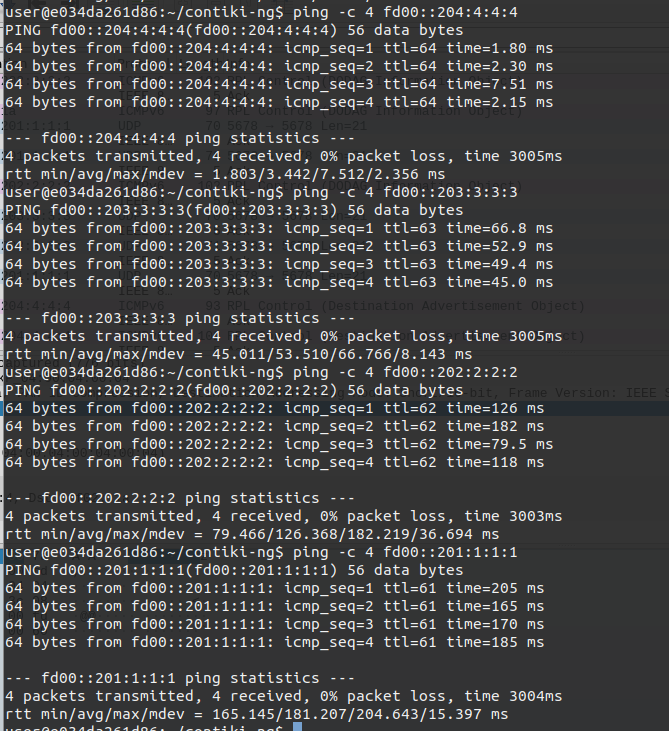 user@e034da261d86:~/contiki-ng$ ping -c 4 fd00::204:4:4:4
PING fd00::204:4:4:4(fd00::204:4:4:4) 56 data bytes
64 bytes from fd00::204:4:4:4: icmp_seq=1 ttl=64 time=1.80 ms
64 bytes from fd00::204:4:4:4: icmp_seq=2 ttl=64 time=2.30 ms
64 bytes from fd00::204:4:4:4: icmp_seq=3 ttl=64 time=7.51 ms
64 bytes from fd00::204:4:4:4: icmp_seq=4 ttl=64 time=2.15 ms
--- fd00::204:4:4:4 ping statistics ---
4 packets transmitted, 4 received, 0% packet loss, time 3005ms
rtt min/avg/max/mdev = 1.803/3.442/7.512/2.356 ms
user@e034da261d86:~/contiki-ng$ ping -c 4 fd00::203:3:3:3
PING fd00::203:3:3:3(fd00::203:3:3:3) 56 data bytes
64 bytes from fd00::203:3:3:3: icmp_seq=1 ttl=63 time=66.8 ms
64 bytes from fd00::203:3:3:3: icmp_seq=2 ttl=63 time=52.9 ms
64 bytes from fd00::203:3:3:3: icmp_seq=3 ttl=63 time=49.4 ms
64 bytes from fd00::203:3:3:3: icmp_seq=4 ttl=63 time=45.0 ms
--- fd00::203:3:3:3 ping statistics ---
4 packets transmitted, 4 received, 0% packet loss, time 3005ms
rtt min/avg/max/mdev = 45.011/53.510/66.766/8.143 ms
user@e034da261d86:~/contiki-ng$ ping -c 4 fd00::202:2:2:2
PING fd00::202:2:2:2(fd00::202:2:2:2) 56 data bytes
64 bytes from fd00::202:2:2:2: icmp_seq=1 ttl=62 time=126 ms
64 bytes from fd00::202:2:2:2: icmp_seq=2 ttl=62 time=182 ms
64 bytes from fd00::202:2:2:2: icmp_seq=3 ttl=62 time=79.5 ms
64 bytes from fd00::202:2:2:2: icmp_seq=4 ttl=62 time=118 ms
--- fd00::202:2:2:2 ping statistics ---
4 packets transmitted, 4 received, 0% packet loss, time 3003ms
rtt min/avg/max/mdev = 79.466/126.368/182.219/36.694 ms
user@e034da261d86:~/contiki-ng$ ping -c 4 fd00::201:1:1:1
PING fd00::201:1:1:1(fd00::201:1:1:1) 56 data bytes
64 bytes from fd00::201:1:1:1: icmp_seq=1 ttl=61 time=205 ms
64 bytes from fd00::201:1:1:1: icmp_seq=2 ttl=61 time=165 ms
64 bytes from fd00::201:1:1:1: icmp_seq=3 ttl=61 time=170 ms
64 bytes from fd00::201:1:1:1: icmp_seq=4 ttl=61 time=185 ms
--- fd00::201:1:1:1 ping statistics ---
4 packets transmitted, 4 received, 0% packet loss, time 3004ms
rtt min/avg/max/mdev = 165.145/181.207/204.643/15.397 ms
user@e034da261d86:~/contiki-ng$